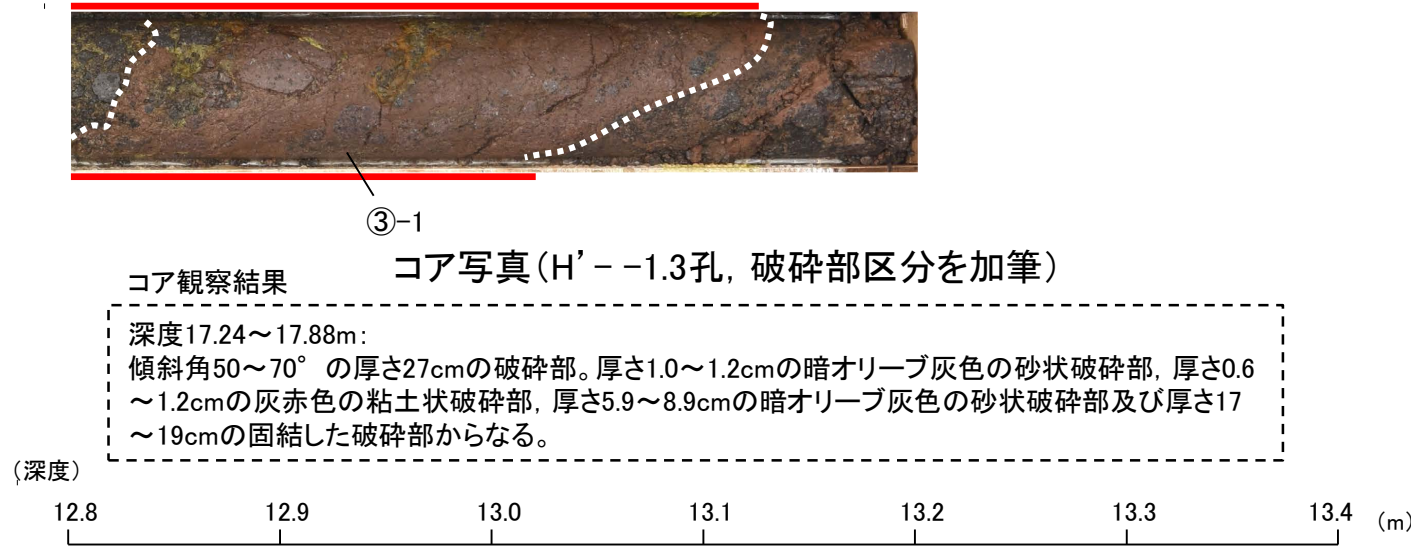 ③-1
コア写真(H’--1.3孔, 破砕部区分を加筆)
コア観察結果
深度17.24~17.88m:
傾斜角50~70°の厚さ27cmの破砕部。厚さ1.0~1.2cmの暗オリーブ灰色の砂状破砕部, 厚さ0.6
~1.2cmの灰赤色の粘土状破砕部, 厚さ5.9~8.9cmの暗オリーブ灰色の砂状破砕部及び厚さ17
~19cmの固結した破砕部からなる。
(深度)
12.8 12.9 13.0 13.1 13.2 13.3 13.4 (m)